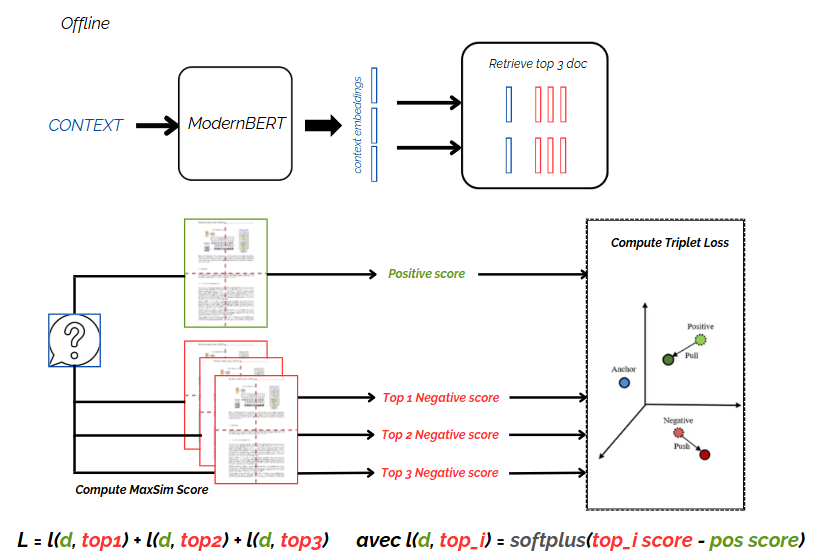 Offline
CONTEXT
ModernBERT
context embeddings
Retrieve top 3 doc
Positive score
Top 1 Negative score
Top 2 Negative score
Top 3 Negative score
Compute MaxSim Score
Compute Triplet Loss
Positive
Pull
Anchor
Negative
Push
L = l(d, top1) + l(d, top2) + l(d, top3) avec l(d, top_i) = softplus(top_i score - pos score)